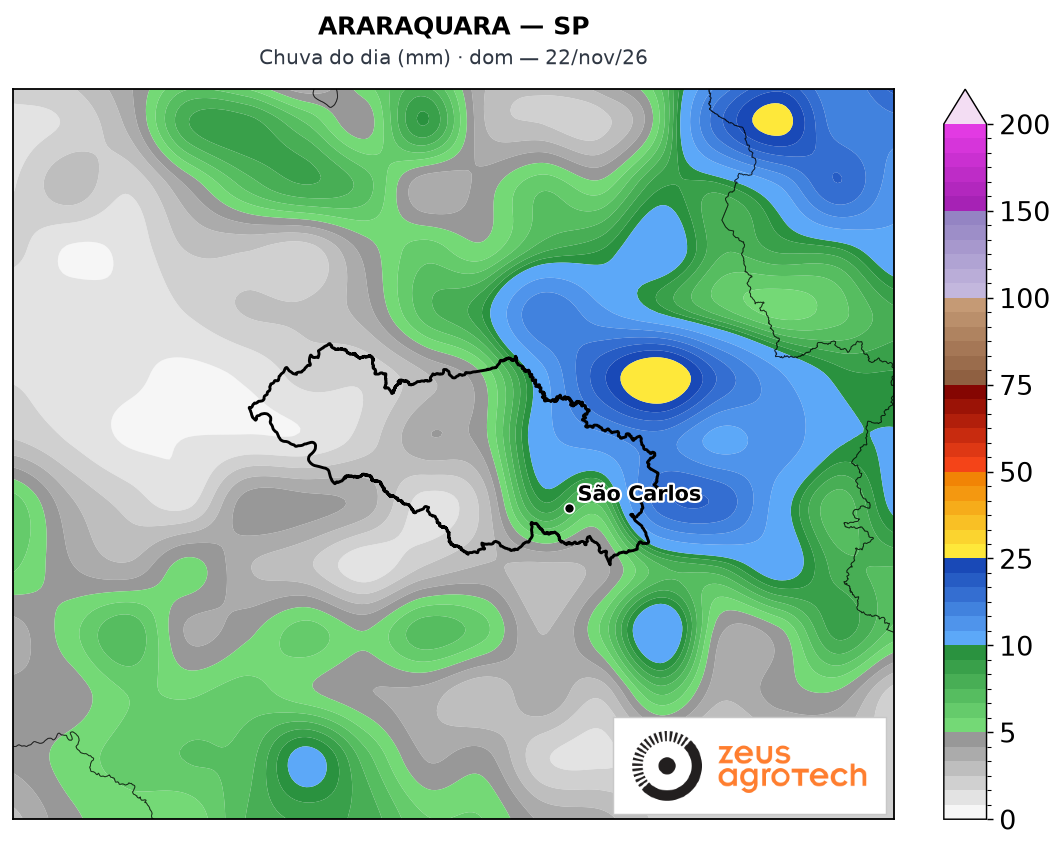 ARARAQUARA — SP
Chuva do dia (mm) · dom — 22/nov/26
200
150
100
75
50
25
10
5
0
São Carlos
zeus
agrotech